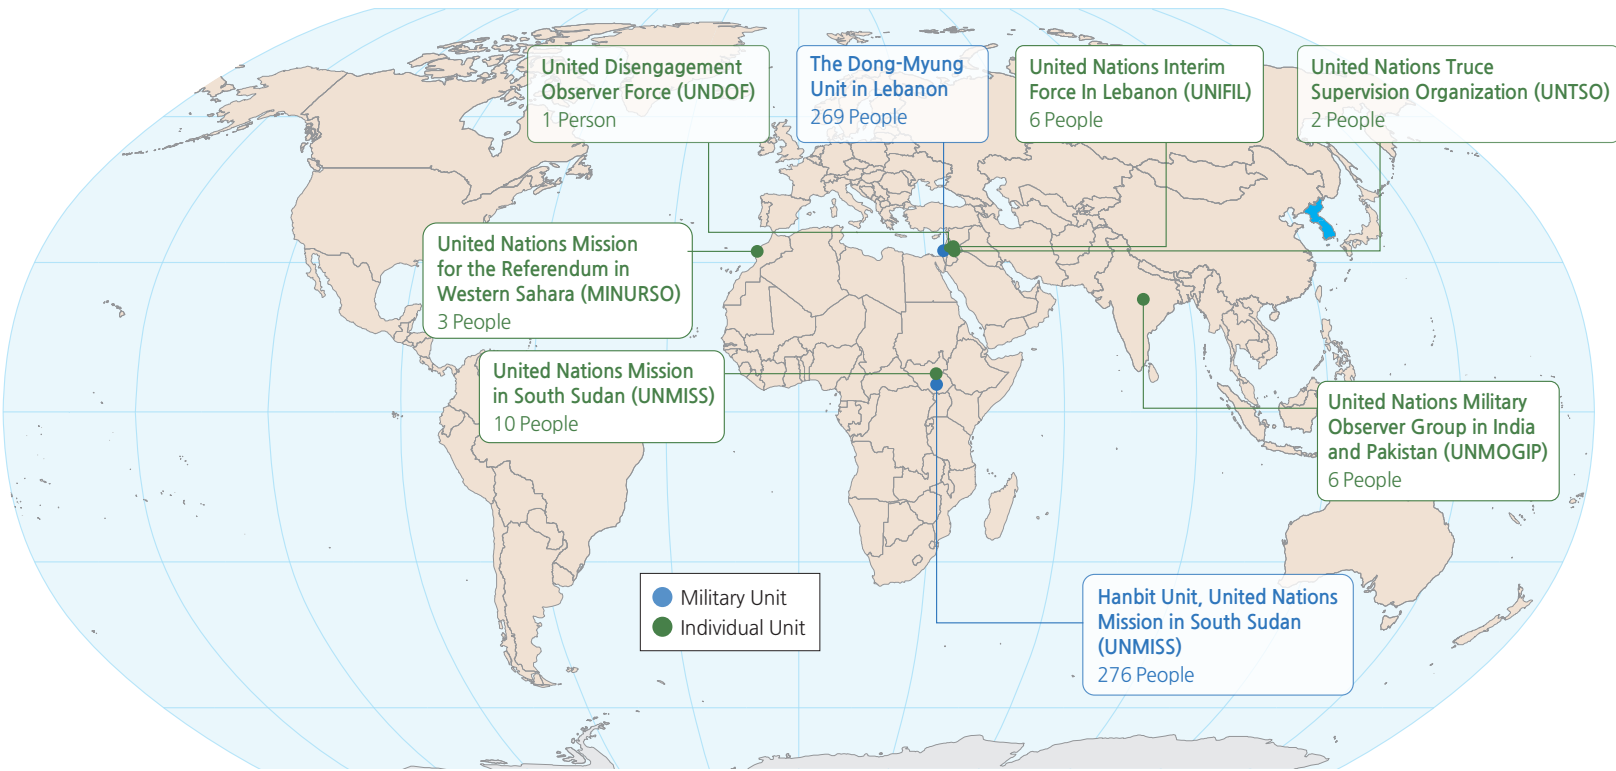 United Disengagement
Observer Force (UNDOF)
1 Person
The Dong-Myung
Unit in Lebanon
269 People
United Nations Interim
Force In Lebanon (UNIFIL)
6 People
United Nations Truce
Supervision Organization (UNTSO)
2 People
United Nations Mission
for the Referendum in
Western Sahara (MINURSO)
3 People
United Nations Mission
in South Sudan (UNMISS)
10 People
United Nations Military
Observer Group in India
and Pakistan (UNMOGIP)
6 People
Military Unit
Individual Unit
Hanbit Unit, United Nations
Mission in South Sudan
(UNMISS)
276 People